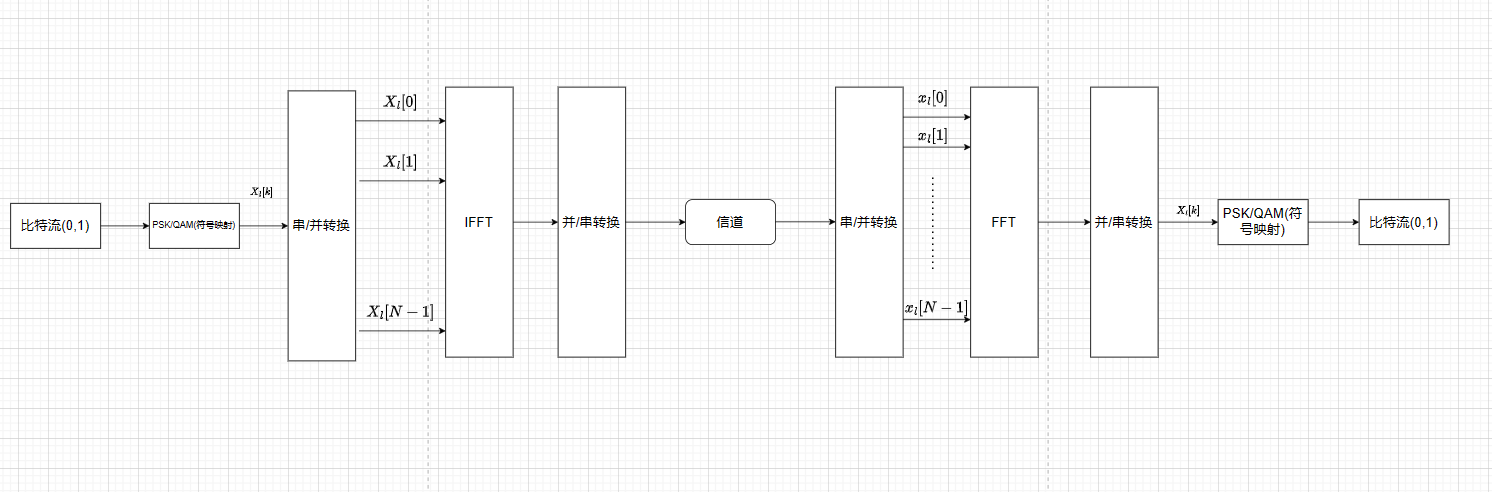 比特流(0,1)
PSK/QAM(符号映射)
X_l[k]
串/并转换
X_l[0]
X_l[1]
X_l[N − 1]
IFFT
并/串转换
信道
串/并转换
x_l[0]
x_l[1]
x_l[N − 1]
FFT
并/串转换
X_l[k]
PSK/QAM(符
号映射)
比特流(0,1)